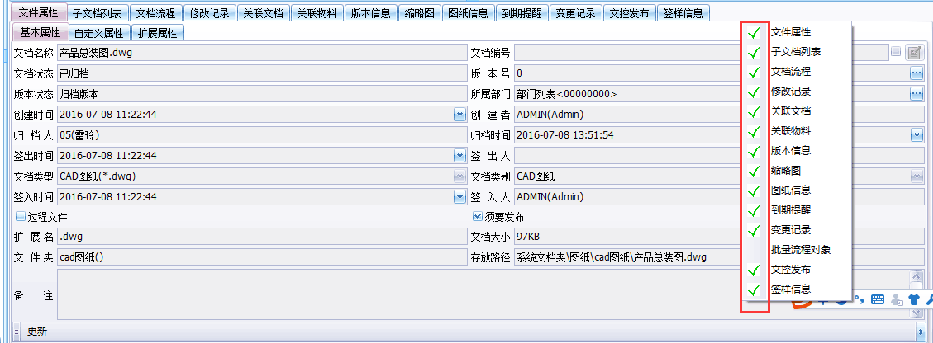 文件属性 子文档列表 文档流程 修改记录 关联文档 关联物料 版本信息 缩略图 图纸信息 到期提醒 变更记录 文控发布 签样信息
基本属性 自定义属性 扩展属性
文档名称 产品总装图.dwg 文档编号
文档状态 已归档 版本号 0
版本状态 归档版本 所属部门 部门列表<00000000>
创建时间 2016-07-08 11:22:44 创建者 ADMIN(Admin)
归档人 归档时间 2016-07-08 13:51:54
签出时间 2016-07-08 11:22:44 签出人
文档类型 CAD图纸(*.dwg) 文档类别 CAD图纸
签入时间 2016-07-08 11:22:44 签入人 ADMIN(Admin)
远程文件 须要发布
扩展名 .dwg 文档大小 97KB
文件夹 cad图纸() 存放路径 系统文档夹\图纸\cad图纸\产品总装图.dwg
备注
更新
文件属性
子文档列表
文档流程
修改记录
关联文档
关联物料
版本信息
缩略图
图纸信息
到期提醒
变更记录
批量流程对象
文控发布
签样信息